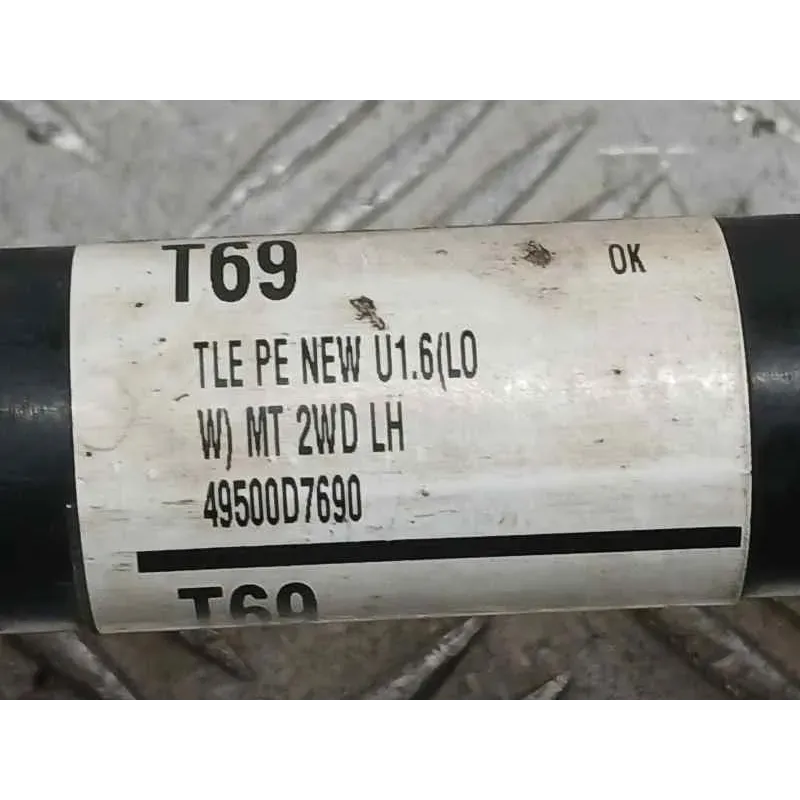 T69
OK
TLE PE NEW U1.6(LO
W) MT 2WD LH
49500D7690
T69